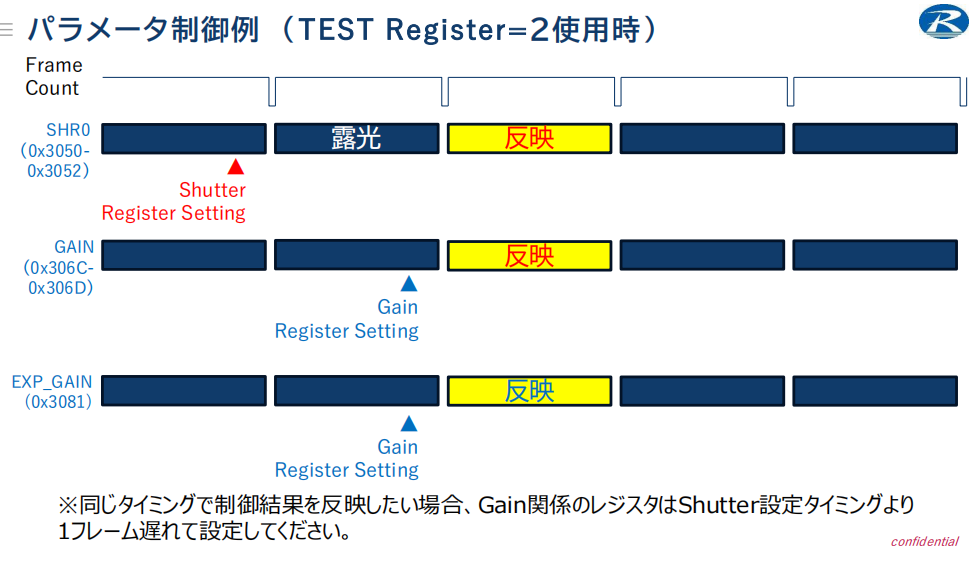 パラメータ制御例（TEST Register=2使用時）
Frame
Count
SHR0
（0x3050-
0x3052）
露光
反映
▲
Shutter
Register Setting
GAIN
（0x306C-
0x306D）
反映
▲
Gain
Register Setting
EXP_GAIN
（0x3081）
反映
▲
Gain
Register Setting
※同じタイミングで制御結果を反映したい場合、Gain関係のレジスタはShutter設定タイミングより
1フレーム遅れて設定してください。
confidential
R